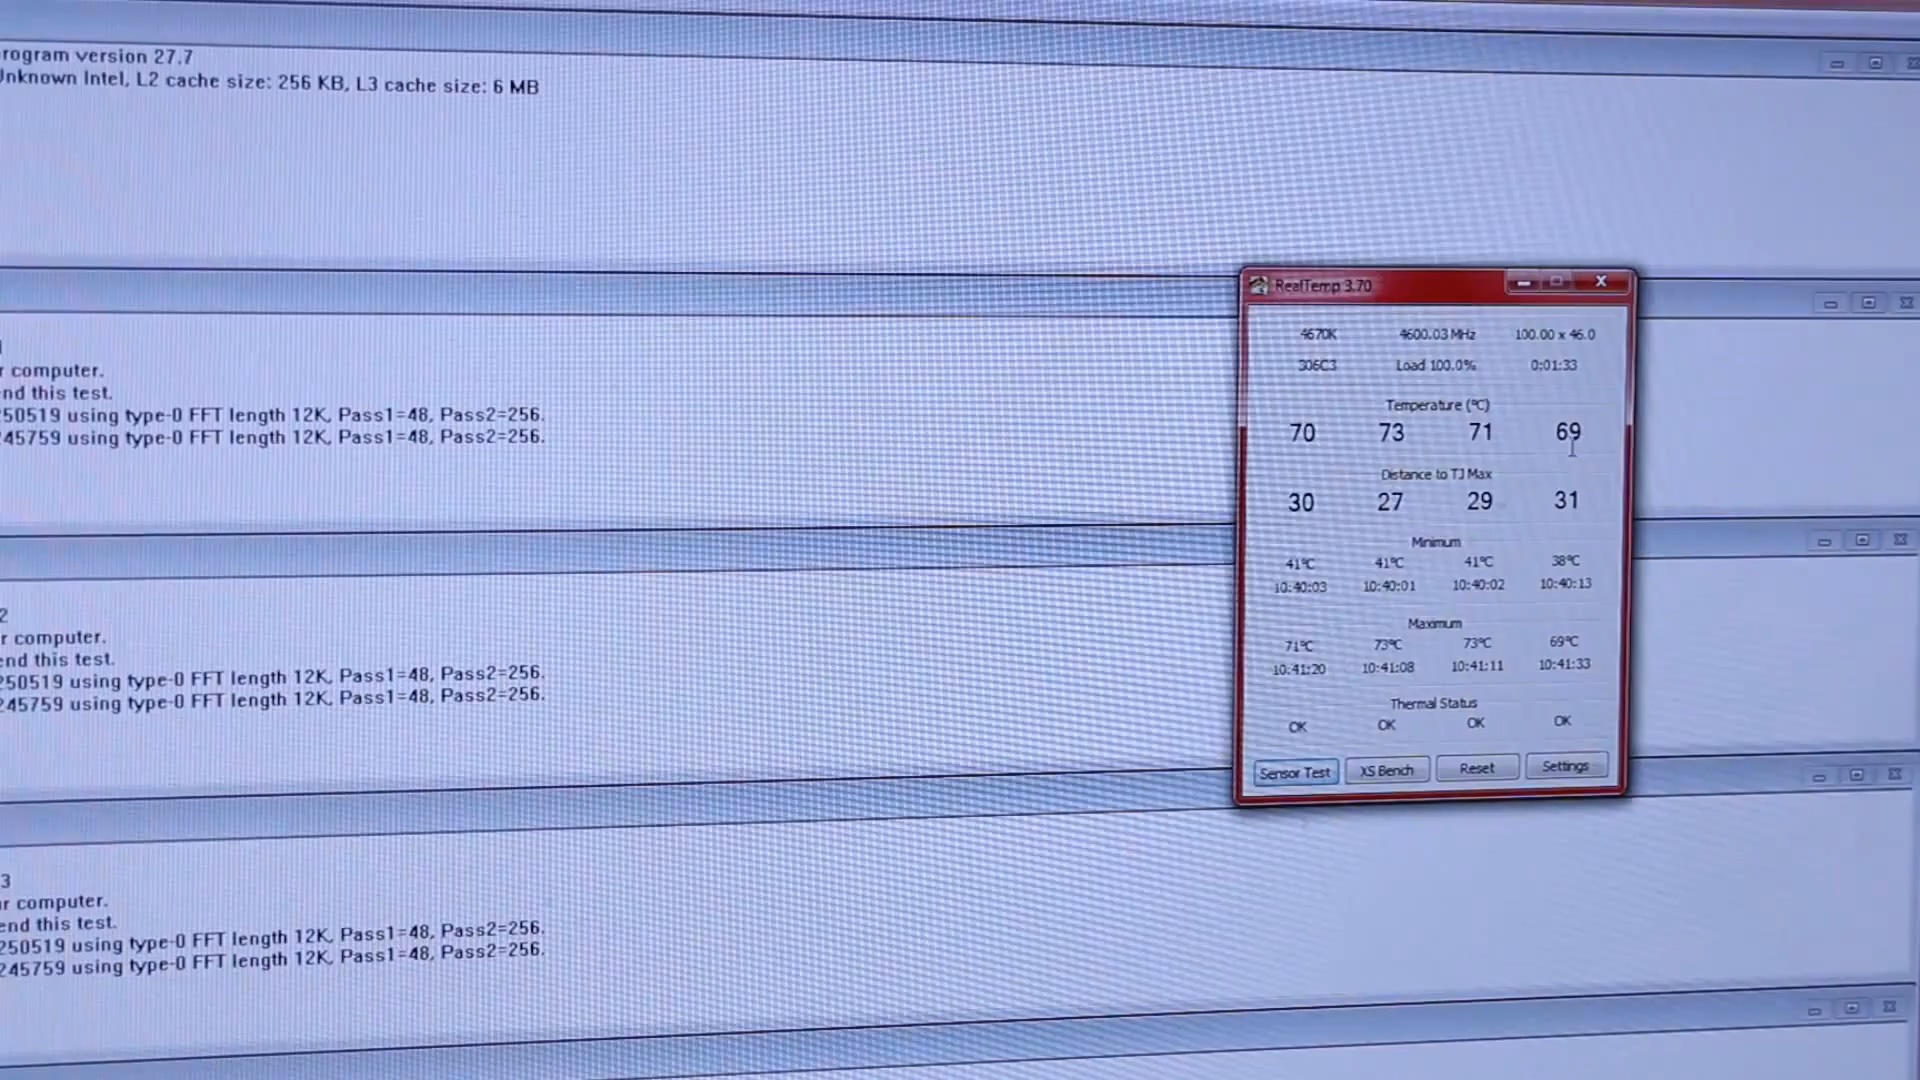 rogram version 27.7
Unknown Intel, L2 cache size: 256 KB, L3 cache size: 6 MB
r computer.
nd this test.
250519 using type-0 FFT length 12K, Pass1=48, Pass2=256.
245759 using type-0 FFT length 12K, Pass1=48, Pass2=256.
2
r computer.
end this test.
250519 using type-0 FFT length 12K, Pass1=48, Pass2=256.
245759 using type-0 FFT length 12K, Pass1=48, Pass2=256.
3
ur computer.
end this test.
250519 using type-0 FFT length 12K, Pass1=48, Pass2=256.
245759 using type-0 FFT length 12K, Pass1=48, Pass2=256.
RealTemp 3.70
4670K 4600.03 MHz 100.00 x 46.0
306C3 Load 100.0% 0:01:33
Temperature (°C)
70 73 71 69
Distance to TJ Max
30 27 29 31
Minimum
41°C 41°C 41°C 38°C
10:40:03 10:40:01 10:40:02 10:40:13
Maximum
71°C 73°C 73°C 69°C
10:41:20 10:41:08 10:41:11 10:41:33
Thermal Status
OK OK OK OK
Sensor Test XS Bench Reset Settings